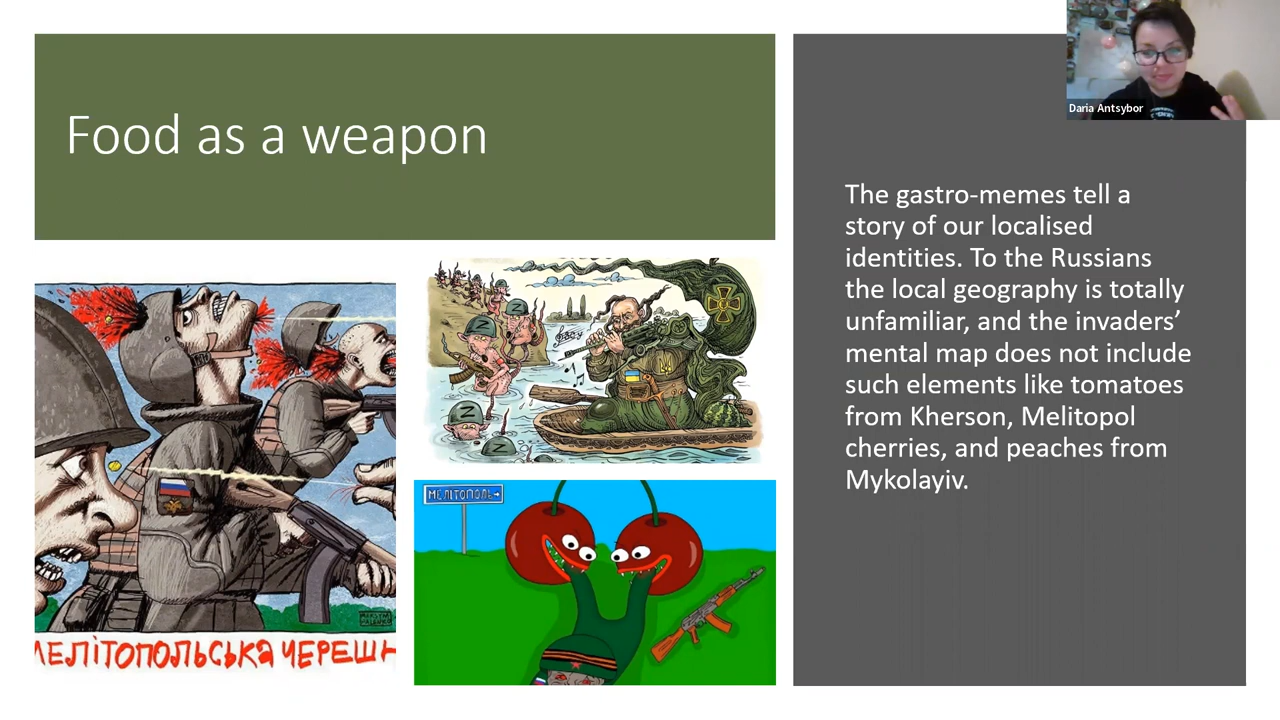 Daria Antsybor
Food as a weapon
The gastro-memes tell a
story of our localised
identities. To the Russians
the local geography is totally
unfamiliar, and the invaders'
mental map does not include
such elements like tomatoes
from Kherson, Melitopol
cherries, and peaches from
Mykolayiv.
Z
Z
Z
Z
МЕЛІТОПОЛЬ
МЕЛІТОПОЛЬСЬКА ЧЕРЕШН